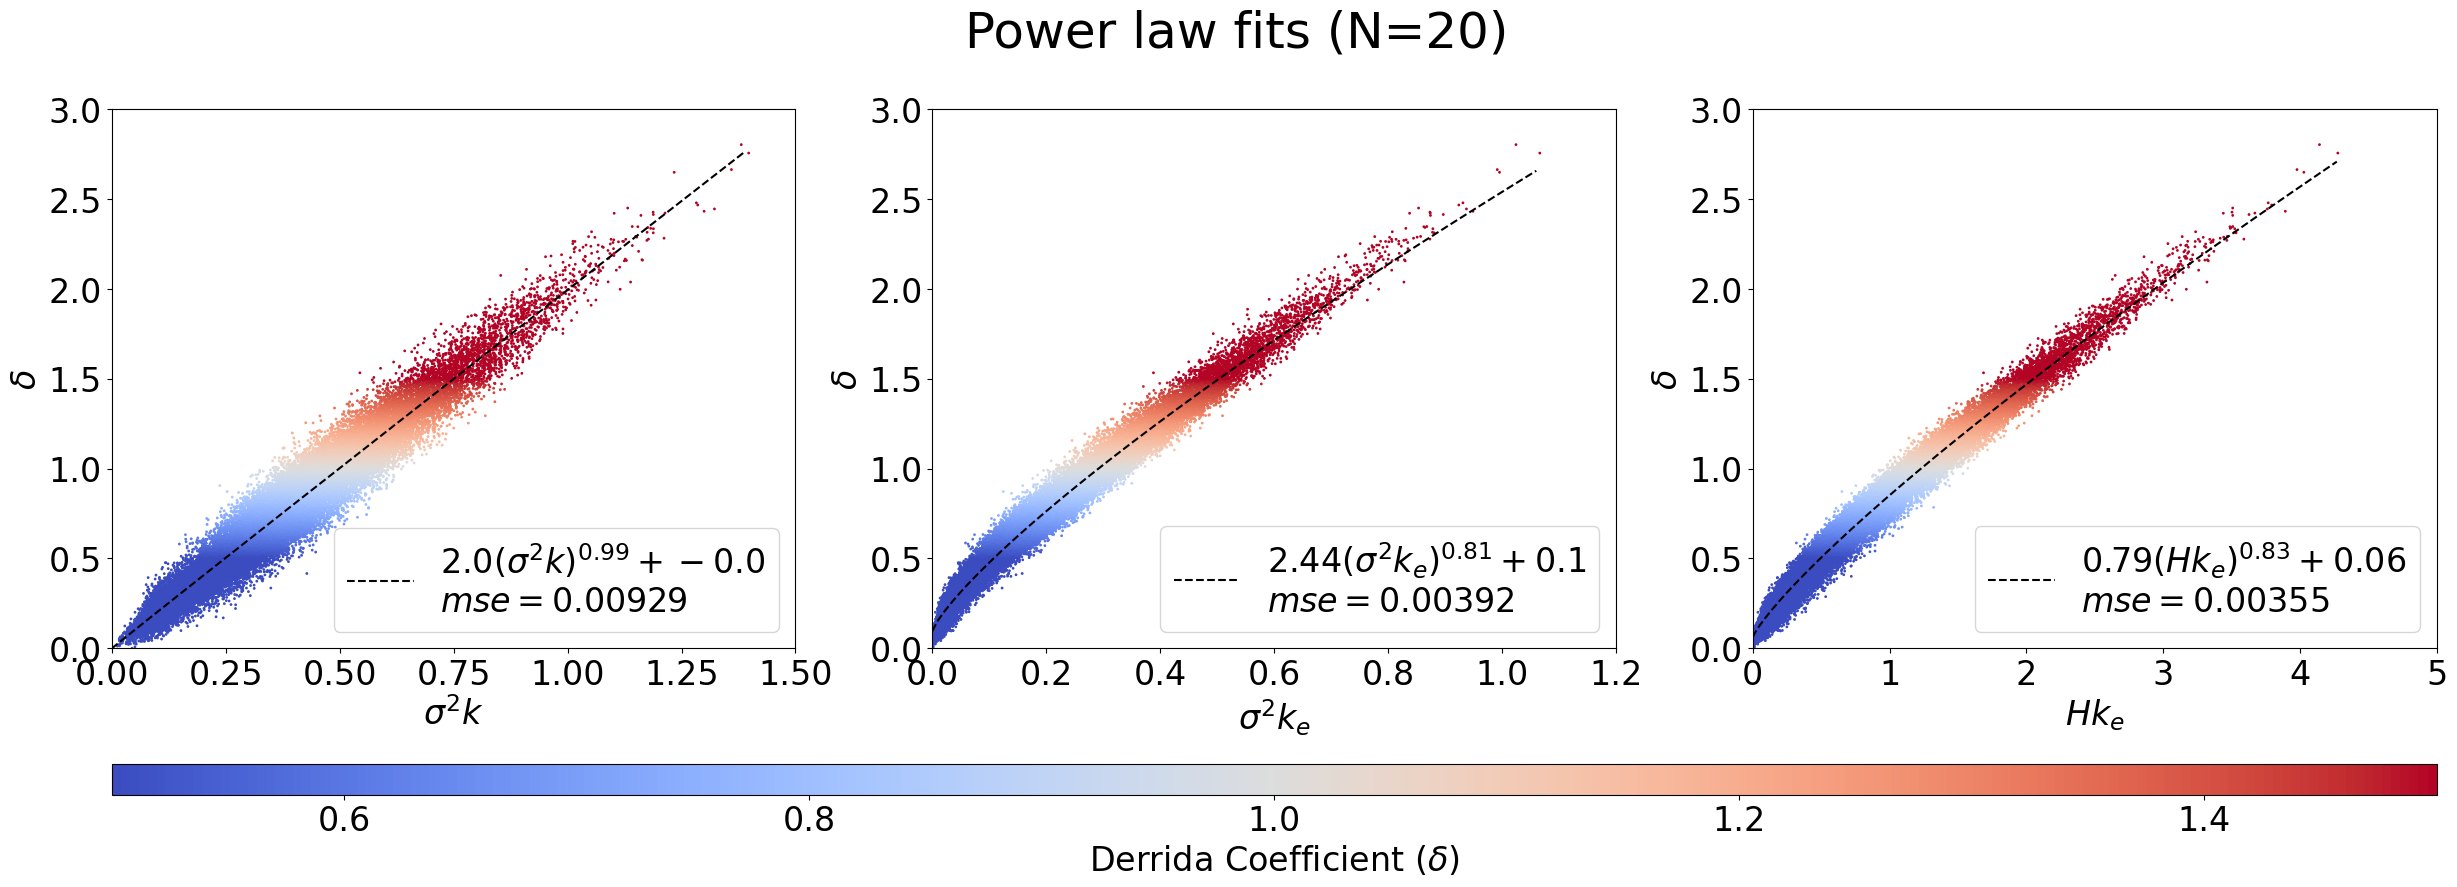 Power law fits (N=20)
3.0
2.5
2.0
1.5
1.0
0.5
0.0
δ
0.00 0.25 0.50 0.75 1.00 1.25 1.50
σ²k
2.0(σ²k)^0.99 + −0.0
mse = 0.00929
3.0
2.5
2.0
1.5
1.0
0.5
0.0
δ
0.0 0.2 0.4 0.6 0.8 1.0 1.2
σ²kₑ
2.44(σ²kₑ)^0.81 + 0.1
mse = 0.00392
3.0
2.5
2.0
1.5
1.0
0.5
0.0
δ
0 1 2 3 4 5
Hkₑ
0.79(Hkₑ)^0.83 + 0.06
mse = 0.00355
0.6 0.8 1.0 1.2 1.4
Derrida Coefficient (δ)